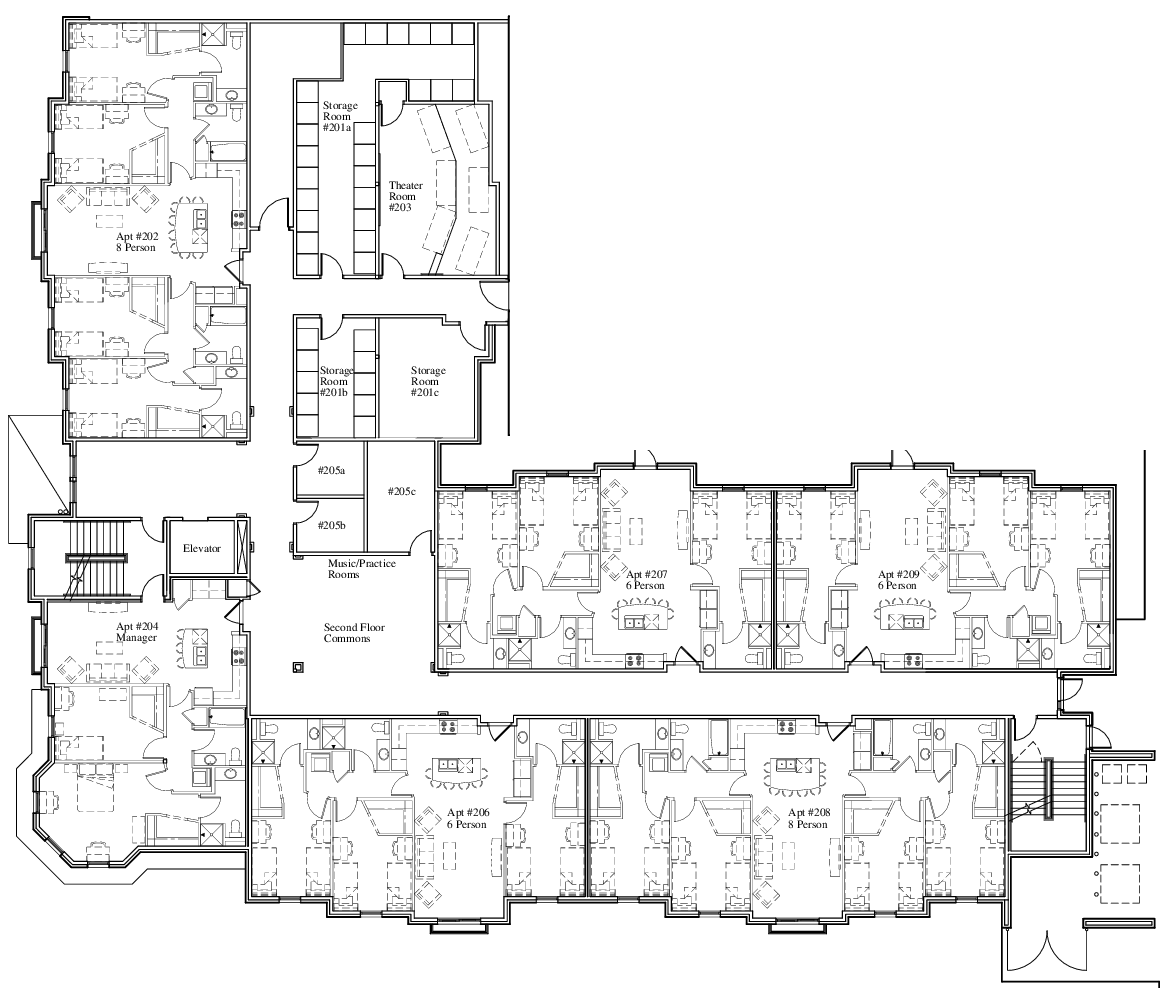 Storage
Room
#201a
Theater
Room
#203
Apt #202
8 Person
Storage
Room
#201b
Storage
Room
#201c
#205a
#205b
#205c
Elevator
Music/Practice
Rooms
Second Floor
Commons
Apt #204
Manager
Apt #207
6 Person
Apt #209
6 Person
Apt #206
6 Person
Apt #208
8 Person